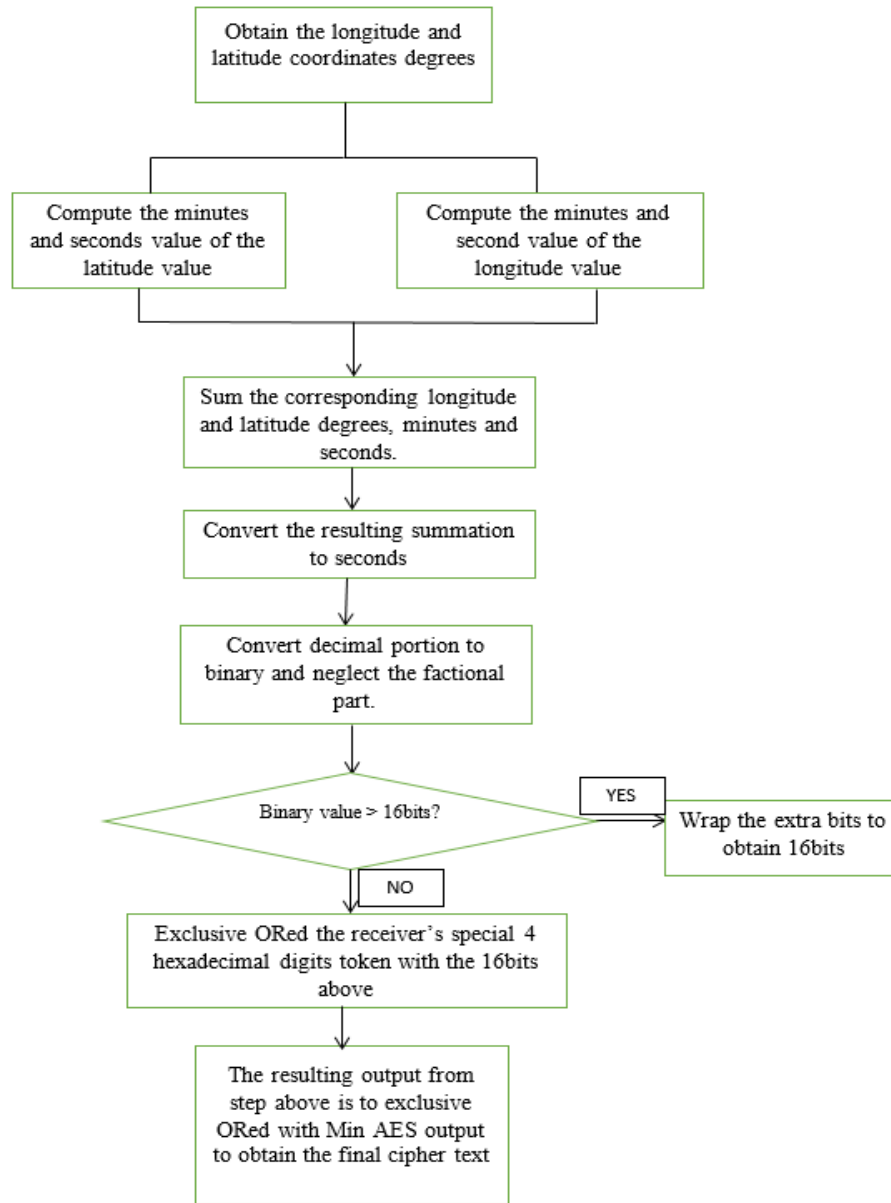 Obtain the longitude and
latitude coordinates degrees
Compute the minutes
and seconds value of the
latitude value
Compute the minutes and
second value of the
longitude value
Sum the corresponding longitude
and latitude degrees, minutes and
seconds.
Convert the resulting summation
to seconds
Convert decimal portion to
binary and neglect the factional
part.
Binary value > 16bits?
YES
Wrap the extra bits to
obtain 16bits
NO
Exclusive ORed the receiver’s special 4
hexadecimal digits token with the 16bits
above
The resulting output from
step above is to exclusive
ORed with Min AES output
to obtain the final cipher text